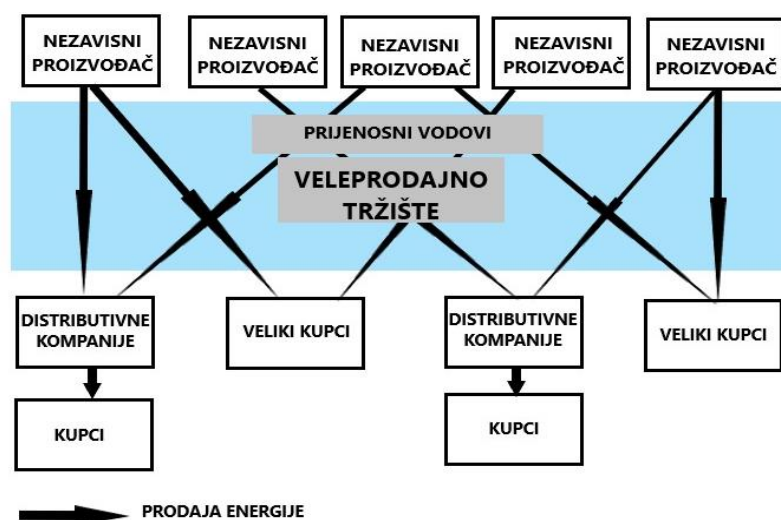 NEZAVISNI
PROIZVOĐAČ
NEZAVISNI
PROIZVOĐAČ
NEZAVISNI
PROIZVOĐAČ
NEZAVISNI
PROIZVOĐAČ
NEZAVISNI
PROIZVOĐAČ
PRIJENOSNI VODOVI
VELEPRODAJNO
TRŽIŠTE
DISTRIBUTIVNE
KOMPANIJE
VELIKI KUPCI
DISTRIBUTIVNE
KOMPANIJE
VELIKI KUPCI
KUPCI
KUPCI
PRODAJA ENERGIJE